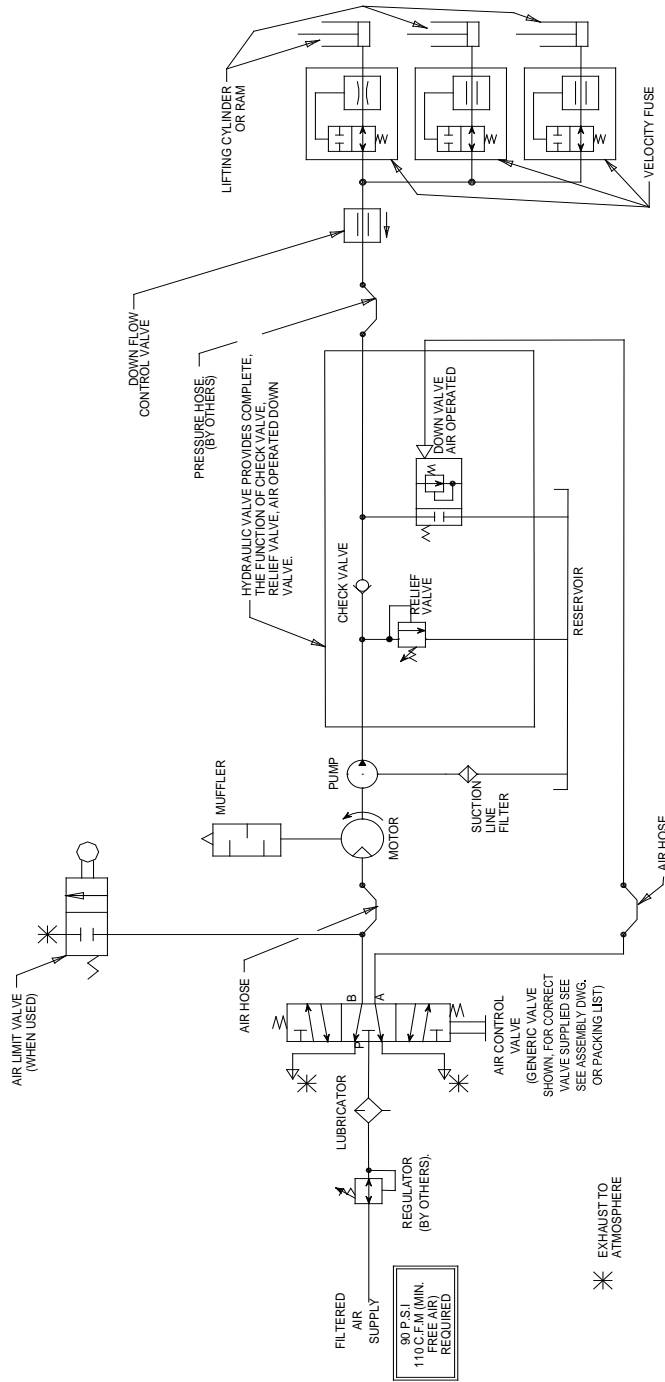 LIFTING CYLINDER
OR RAM
VELOCITY FUSE
DOWN FLOW
CONTROL VALVE
PRESSURE HOSE.
(BY OTHERS)
HYDRAULIC VALVE PROVIDES COMPLETE,
THE FUNCTION OF CHECK VALVE,
RELIEF VALVE, AIR OPERATED DOWN
VALVE.
DOWN VALVE
AIR OPERATED
CHECK VALVE
RELIEF
VALVE
RESERVOIR
PUMP
MUFFLER
MOTOR
SUCTION
LINE
FILTER
AIR HOSE
AIR LIMIT VALVE
(WHEN USED)
AIR HOSE
B
A
P
AIR CONTROL
VALVE
(GENERIC VALVE
SHOWN, FOR CORRECT
VALVE SUPPLIED SEE
SEE ASSEMBLY DWG.
OR PACKING LIST)
LUBRICATOR
REGULATOR
(BY OTHERS).
FILTERED
AIR
SUPPLY
90 P.S.I
110 C.F.M (MIN.
FREE AIR)
REQUIRED
EXHAUST TO
ATMOSPHERE